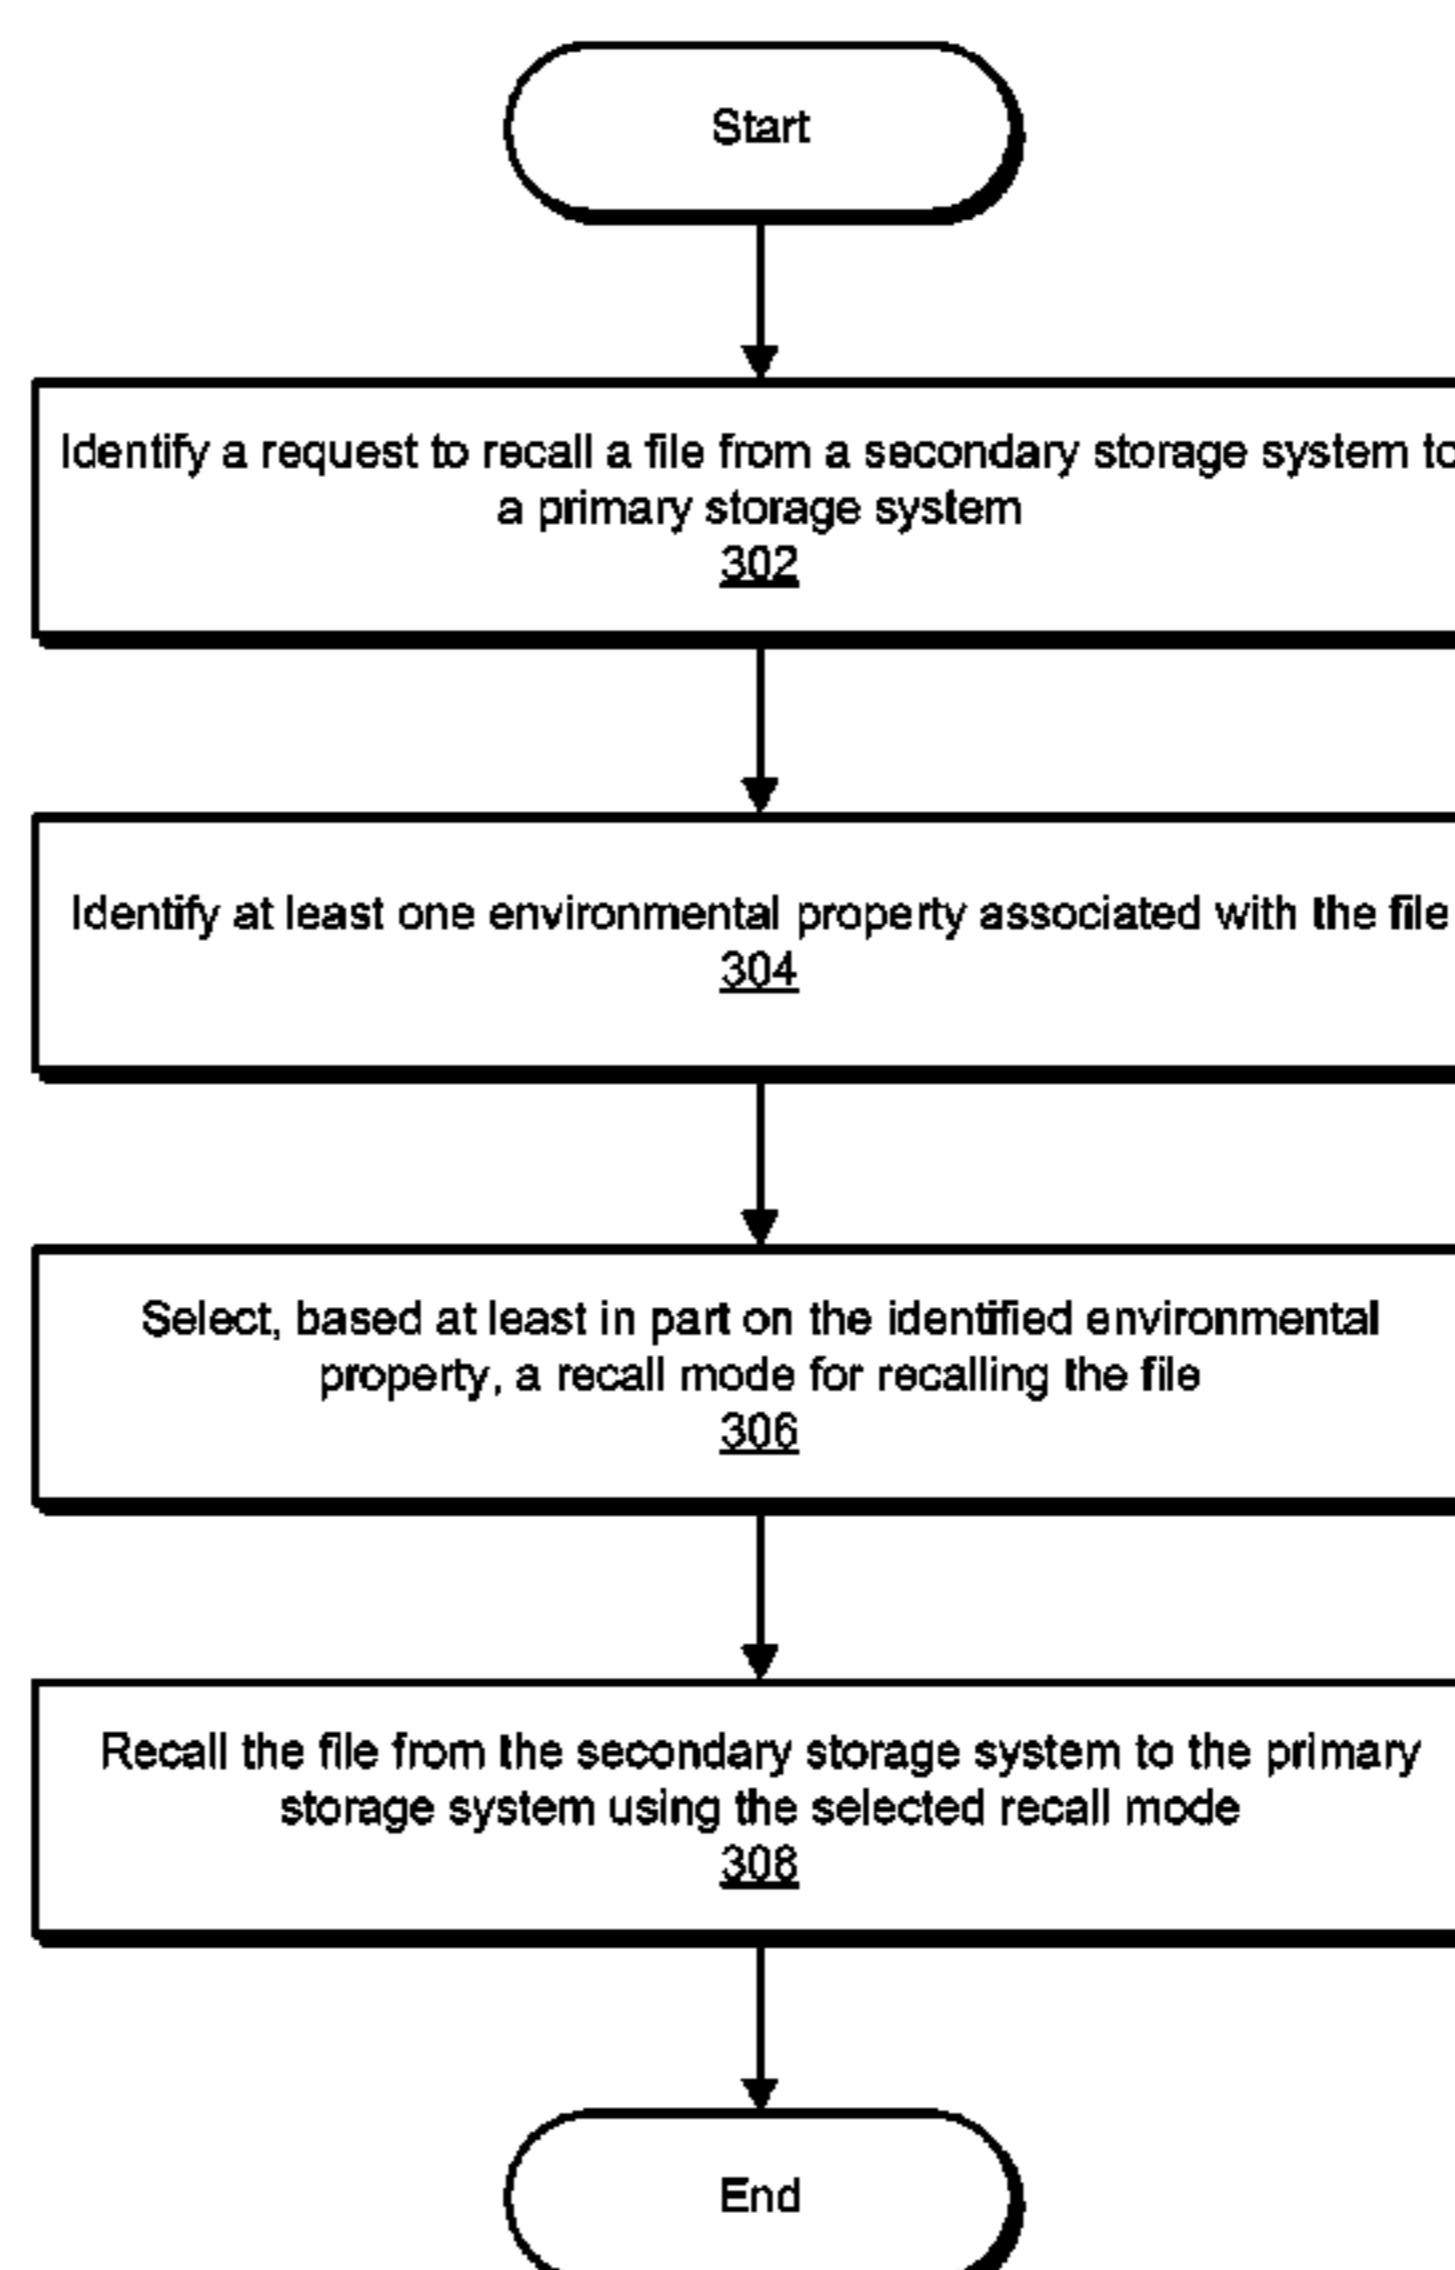 Start
Identify a request to recall a file from a secondary storage system to
a primary storage system
302
Identify at least one environmental property associated with the file
304
Select, based at least in part on the identified environmental
property, a recall mode for recalling the file
306
Recall the file from the secondary storage system to the primary
storage system using the selected recall mode
308
End